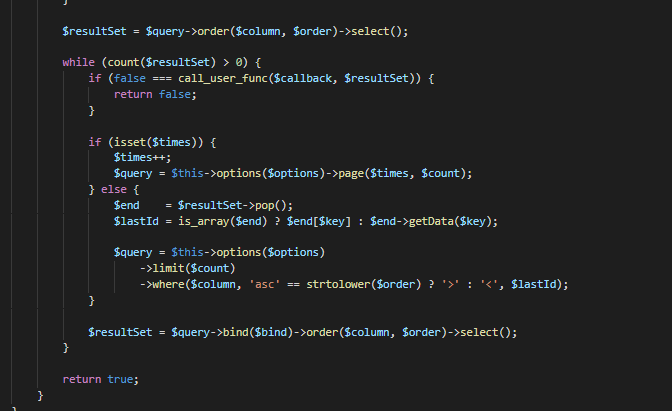 }
$resultSet = $query->order($column, $order)->select();
while (count($resultSet) > 0) {
if (false === call_user_func($callback, $resultSet)) {
return false;
}
if (isset($times)) {
$times++;
$query = $this->options($options)->page($times, $count);
} else {
$end    = $resultSet->pop();
$lastId = is_array($end) ? $end[$key] : $end->getData($key);
$query = $this->options($options)
->limit($count)
->where($column, 'asc' == strtolower($order) ? '>' : '<', $lastId);
}
$resultSet = $query->bind($bind)->order($column, $order)->select();
}
return true;
}
}